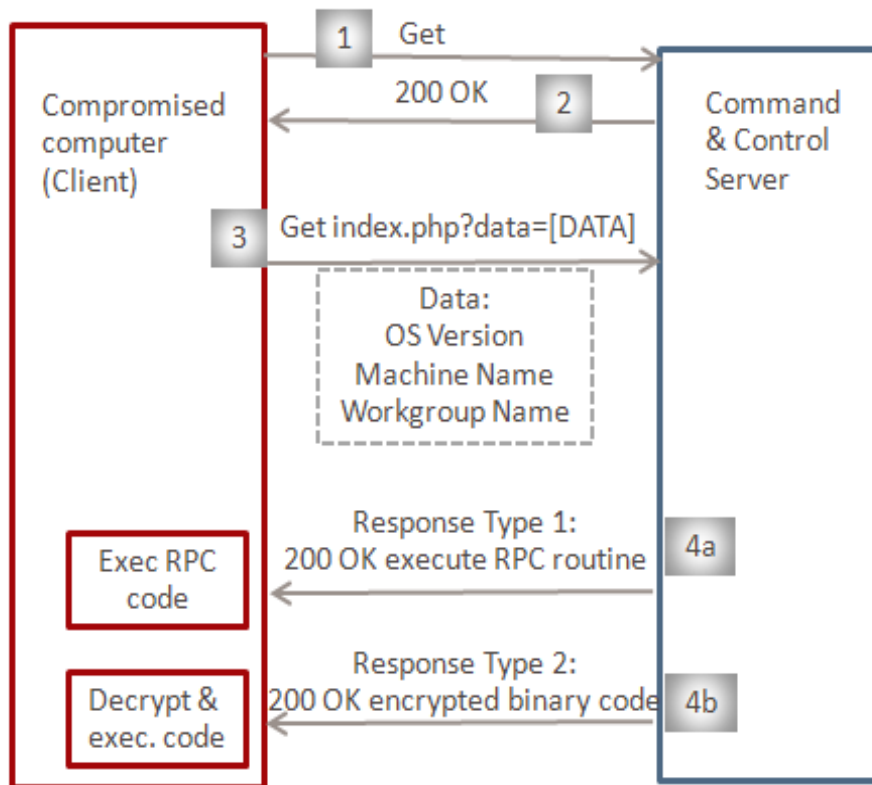 1
Get
200 OK
2
Compromised
computer
(Client)
Command
& Control
Server
3
Get index.php?data=[DATA]
Data:
OS Version
Machine Name
Workgroup Name
Response Type 1:
200 OK execute RPC routine
4a
Exec RPC
code
Response Type 2:
200 OK encrypted binary code
4b
Decrypt &
exec. code